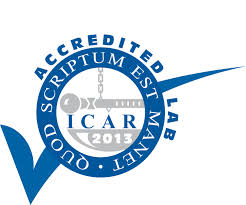 ACCREDITED LAB
QUOD SCRIPTUM EST MANET •
ICAR
2013